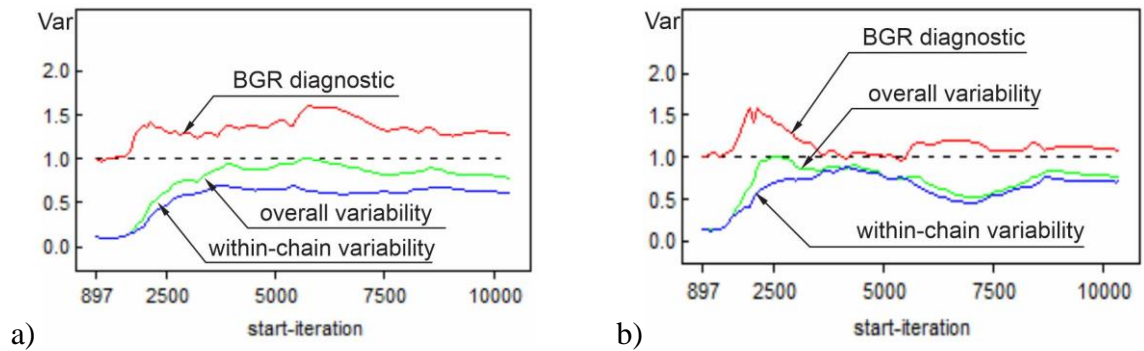 Var
BGR diagnostic
2.0
1.5
1.0
0.5
0.0
overall variability
within-chain variability
897 2500 5000 7500 10000
start-iteration
a)
Var
BGR diagnostic
overall variability
2.0
1.5
1.0
0.5
0.0
within-chain variability
897 2500 5000 7500 10000
start-iteration
b)